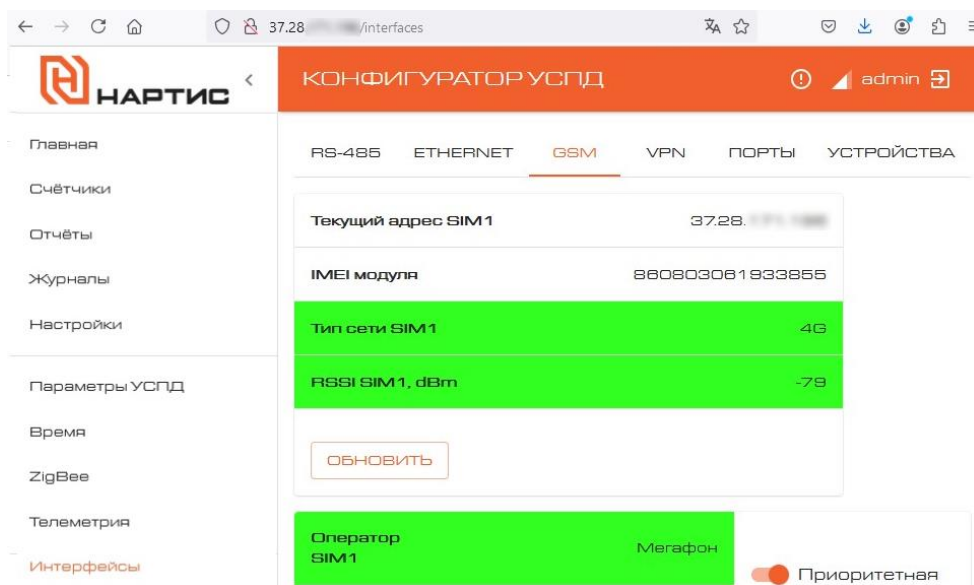 37.28. /interfaces
НАРТИС
КОНФИГУРАТОР УСПД
admin
Главная
Счётчики
Отчёты
Журналы
Настройки
Параметры УСПД
Время
ZigBee
Телеметрия
Интерфейсы
RS-485 ETHERNET GSM VPN ПОРТЫ УСТРОЙСТВА
Текущий адрес SIM1 37.28.
IMEI модуля 860803061933855
Тип сети SIM1 4G
RSSI SIM1, dBm -79
ОБНОВИТЬ
Оператор
SIM1
Мегафон
Приоритетная